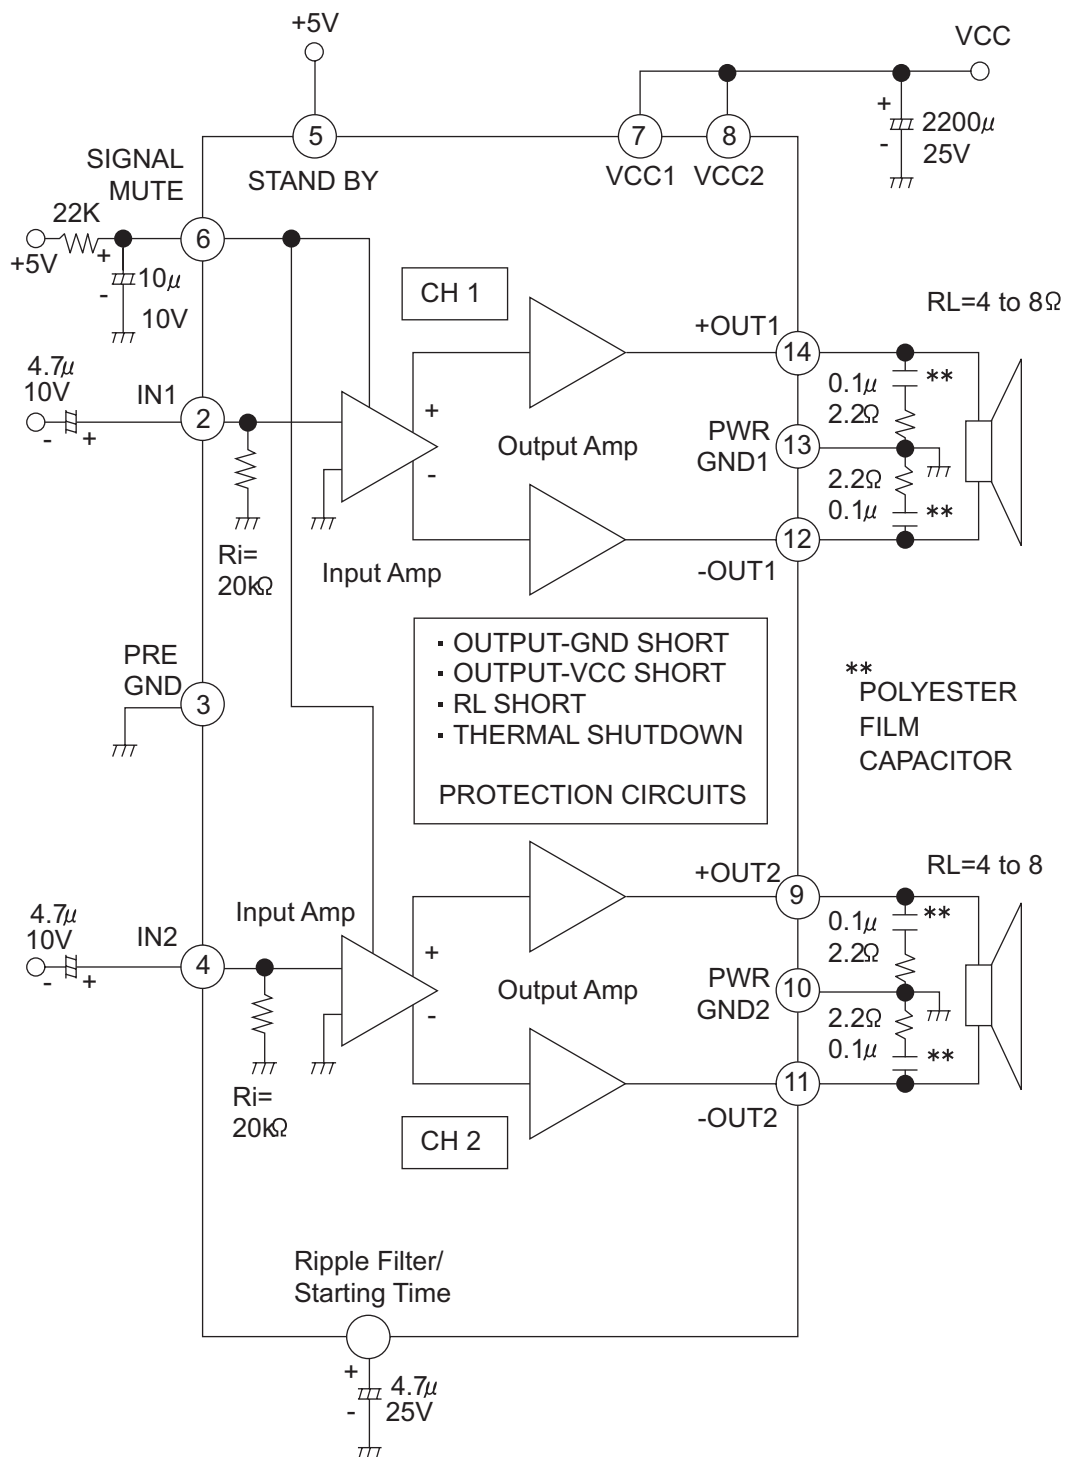 +5V
VCC
5
7
8
+
2200μ
-
25V
SIGNAL
MUTE
STAND BY
VCC1
VCC2
22K
6
+5V
+
10μ
-
10V
CH 1
RL=4 to 8Ω
+OUT1
14
4.7μ
10V
IN1
2
-
+
0.1μ
**
2.2Ω
+
-
Output Amp
PWR
GND1
13
2.2Ω
0.1μ
**
12
-OUT1
Ri=
20kΩ
Input Amp
· OUTPUT-GND SHORT
· OUTPUT-VCC SHORT
· RL SHORT
· THERMAL SHUTDOWN
PROTECTION CIRCUITS
PRE
GND
3
**
POLYESTER
FILM
CAPACITOR
RL=4 to 8
+OUT2
9
4.7μ
10V
IN2
4
-
+
Input Amp
0.1μ
**
2.2Ω
+
-
Output Amp
PWR
GND2
10
2.2Ω
0.1μ
**
11
-OUT2
Ri=
20kΩ
CH 2
Ripple Filter/
Starting Time
+
4.7μ
-
25V